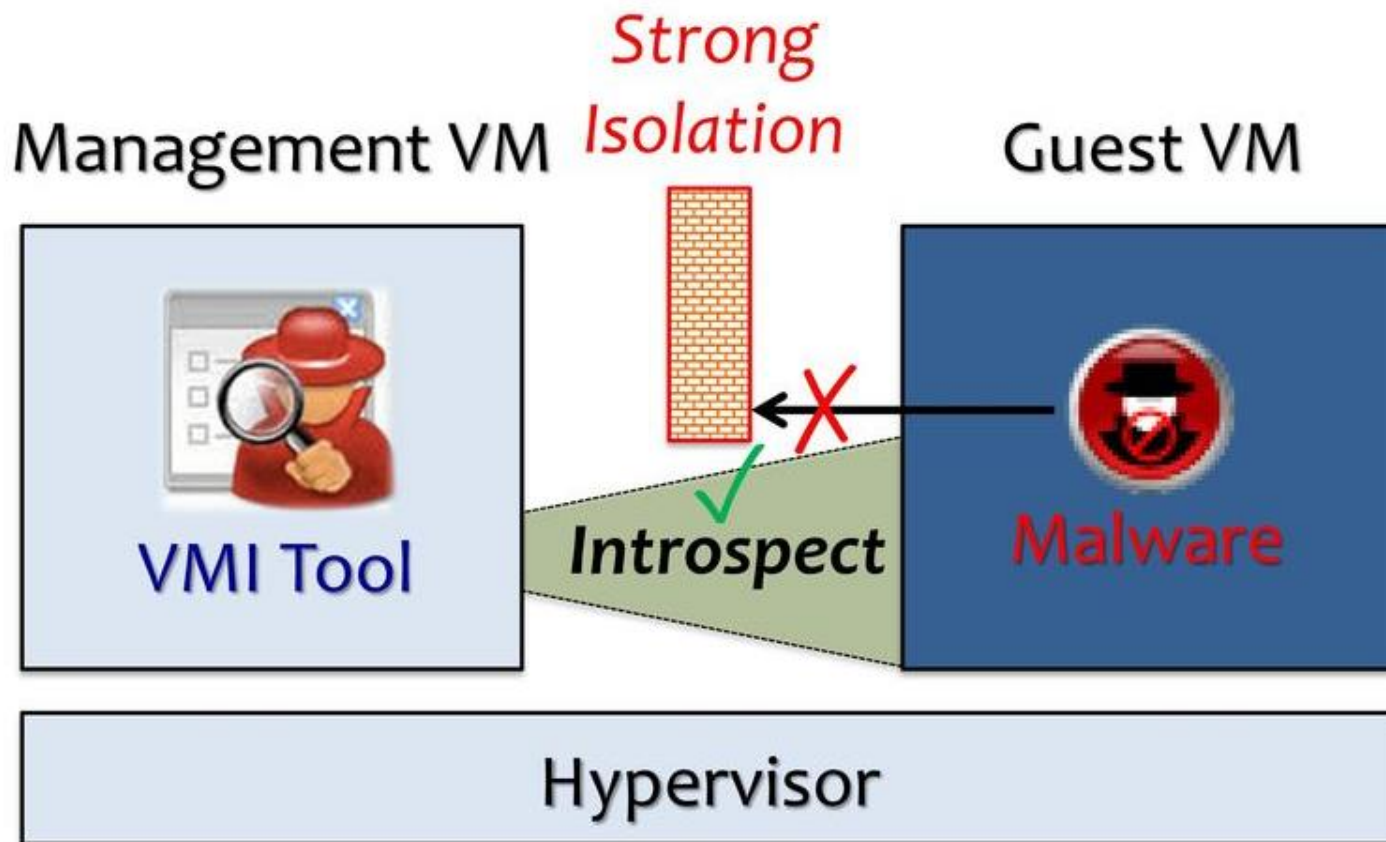 Strong
Isolation
Management VM
Guest VM
VMI Tool
Introspect
Malware
Hypervisor